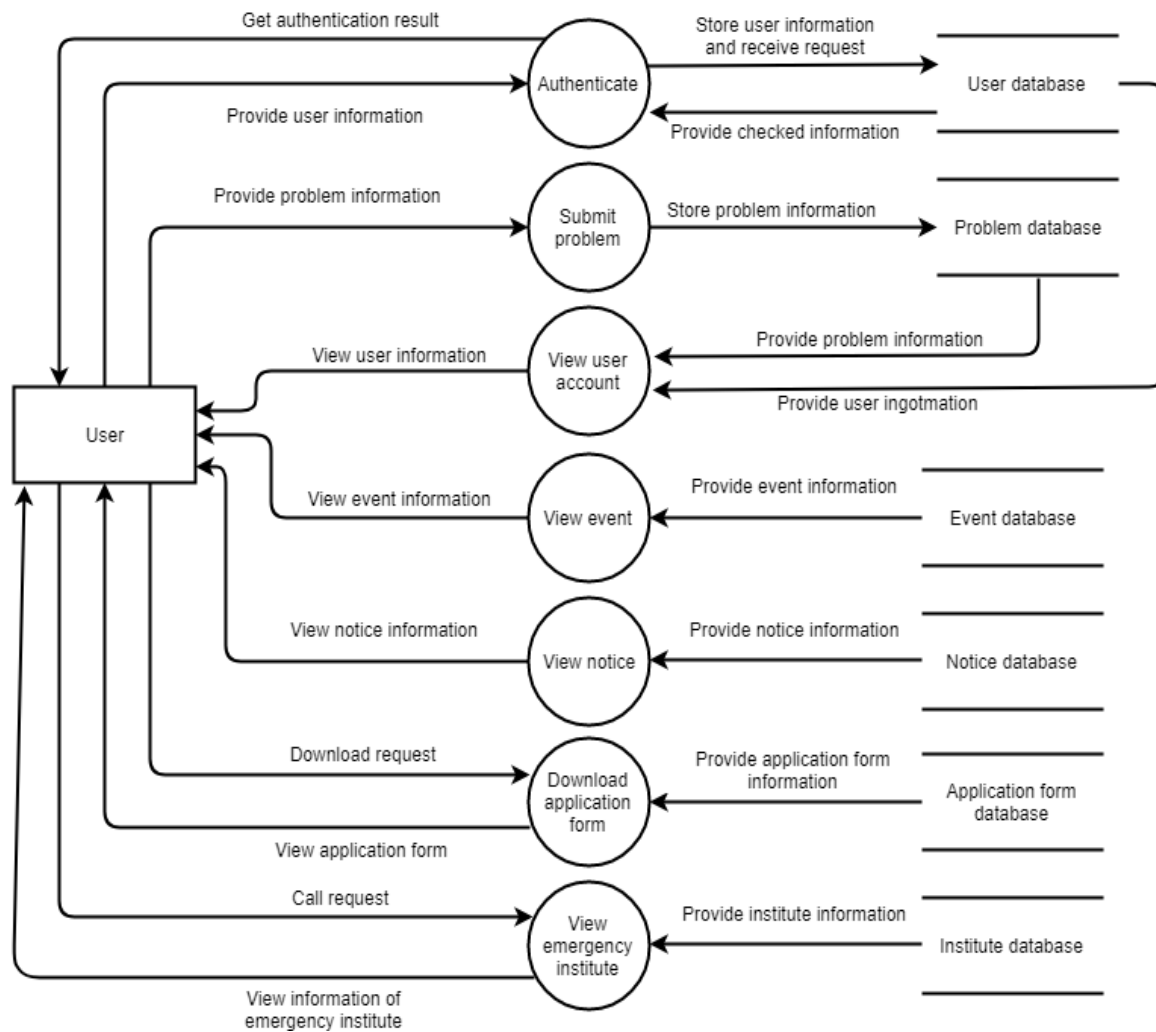 Get authentication result
Store user information
and receive request
Authenticate
User database
Provide user information
Provide checked information
Provide problem information
Submit
problem
Store problem information
Problem database
View user information
View user
account
Provide problem information
Provide user ingotmation
User
View event information
View event
Provide event information
Event database
View notice information
View notice
Provide notice information
Notice database
Download request
Download
application
form
Provide application form
information
Application form
database
View application form
Call request
View
emergency
institute
Provide institute information
Institute database
View information of
emergency institute